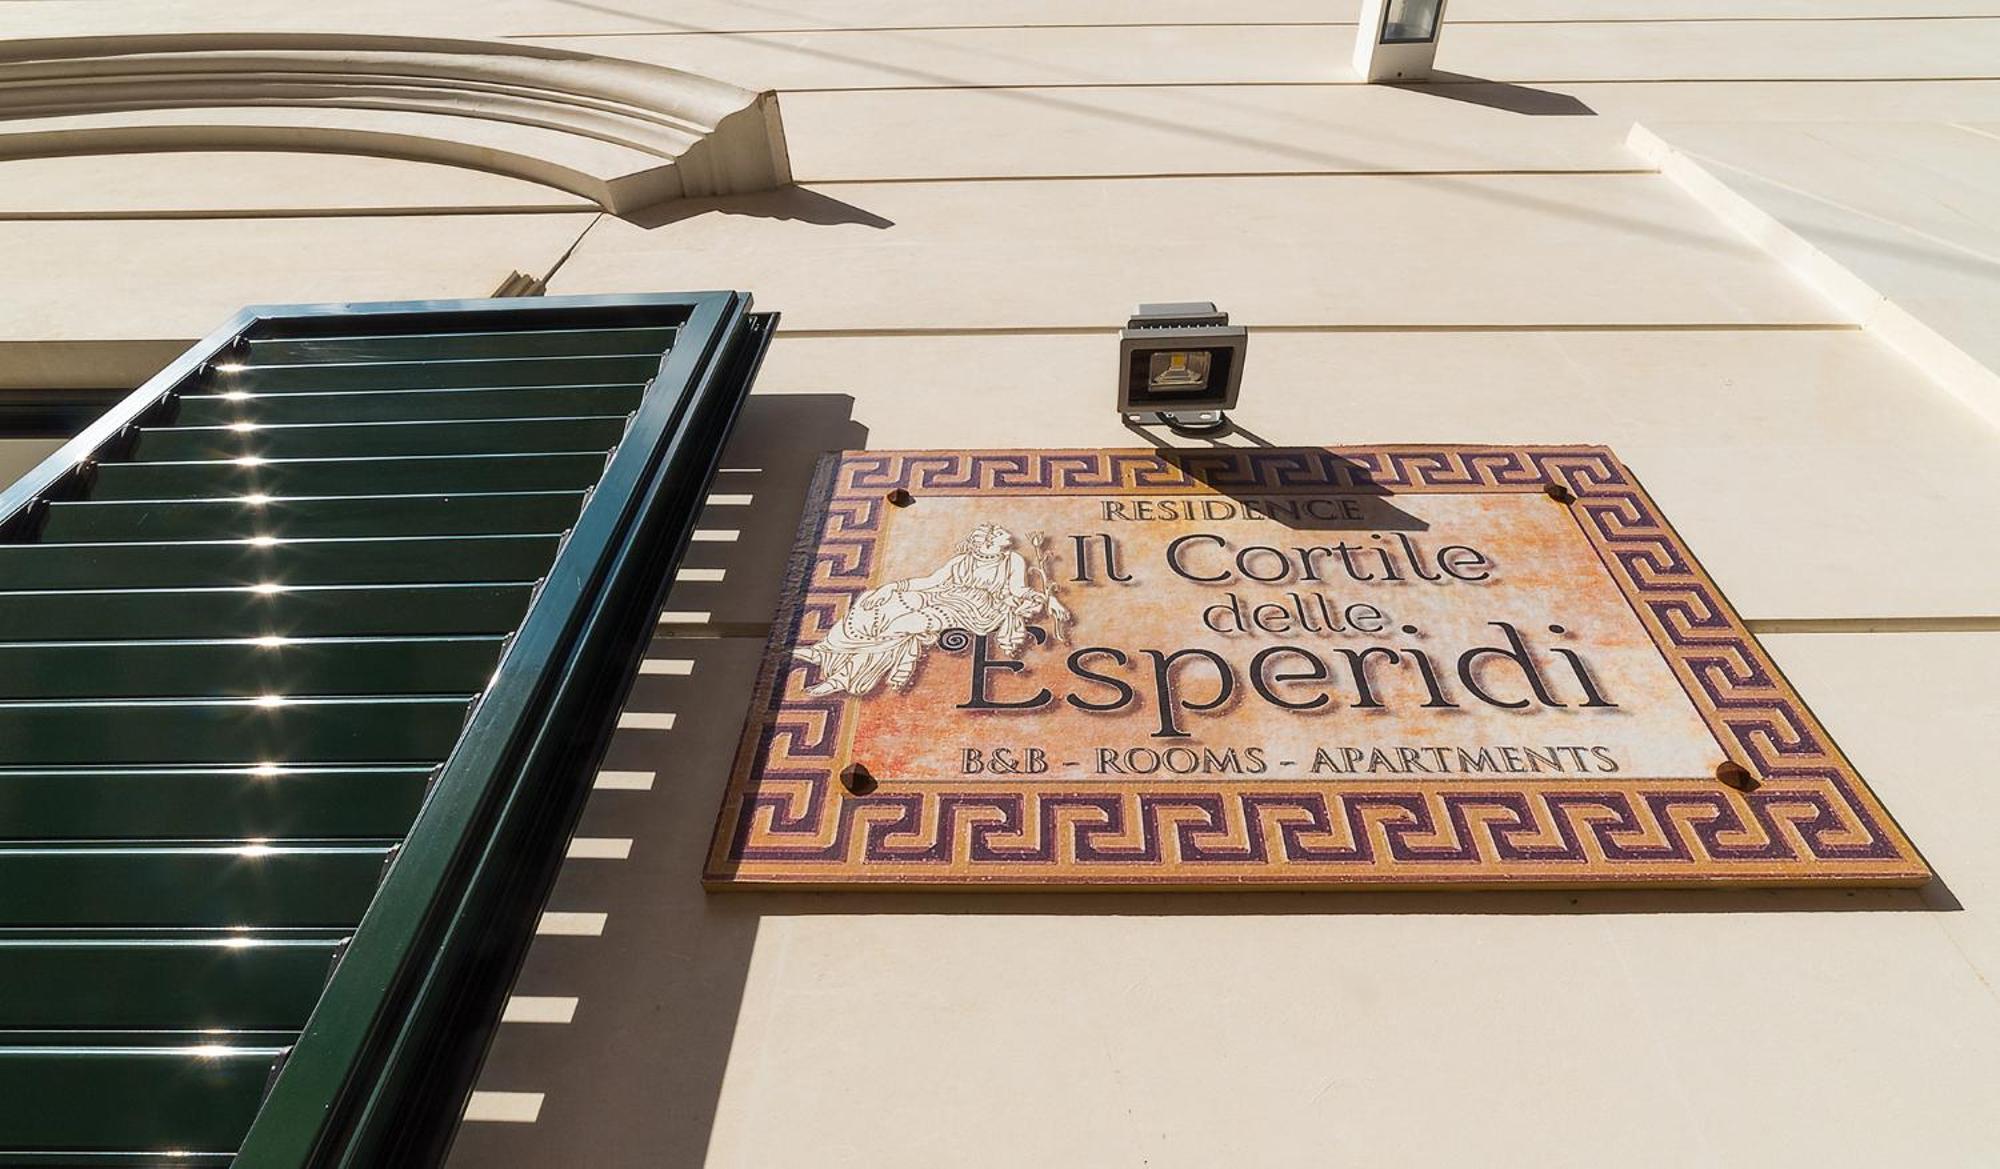 RESIDENCE
Il Cortile
delle
Esperidi
B&B - ROOMS - APARTMENTS